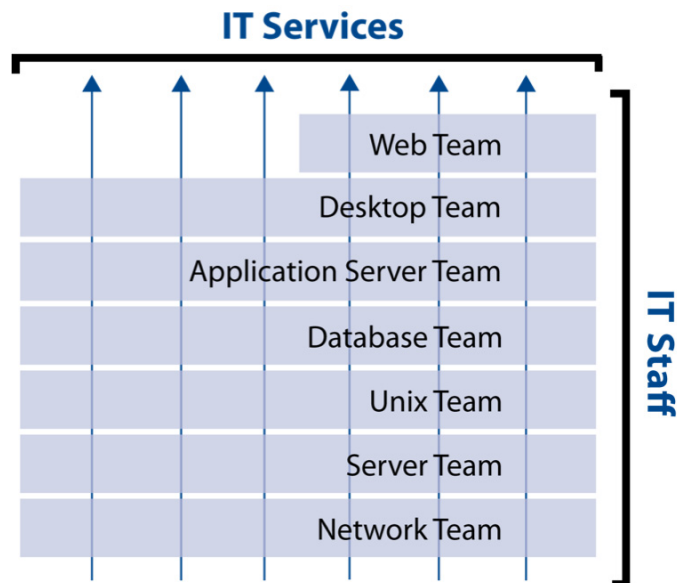 IT Services
Web Team
Desktop Team
Application Server Team
Database Team
Unix Team
Server Team
Network Team
IT Staff